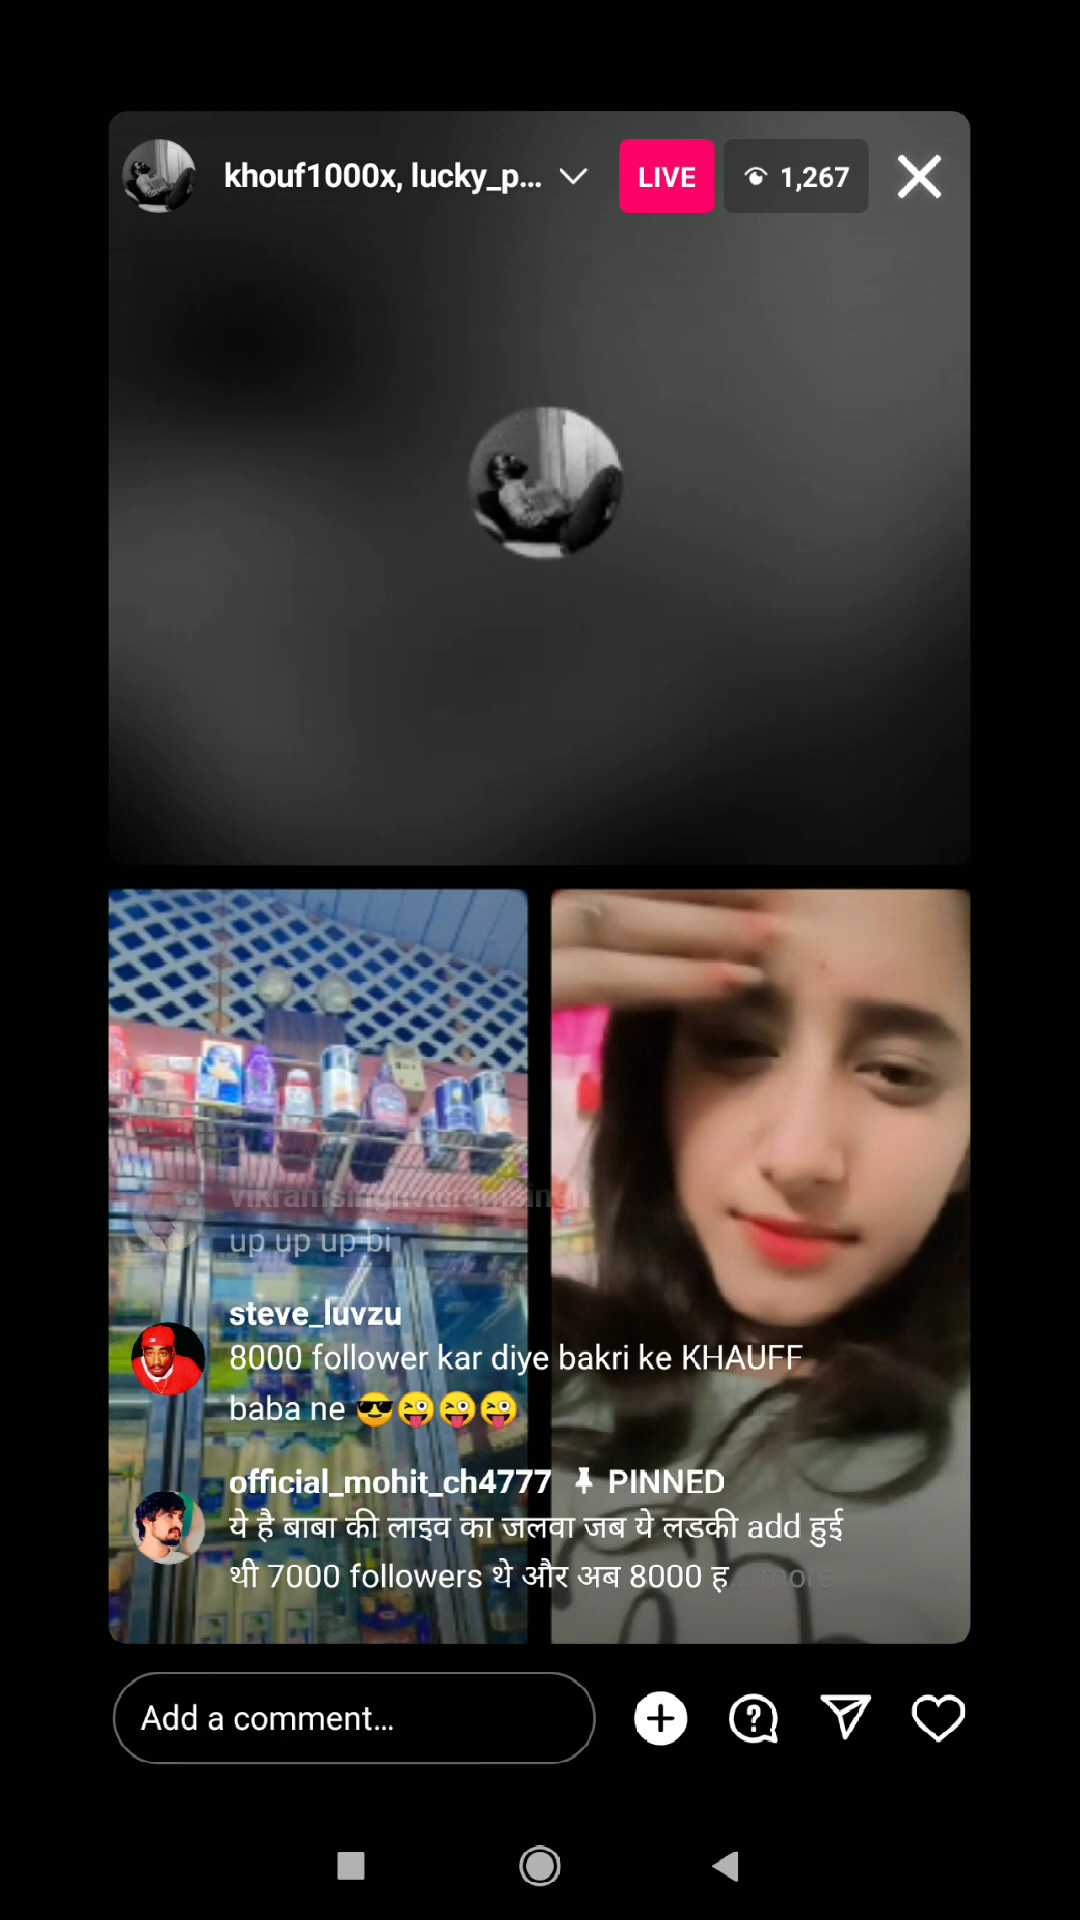 khouf1000x, lucky_p...
LIVE
1,267
up up up bi
steve_luvzu
8000 follower kar diye bakri ke KHAUFF
baba ne 😎😜😜😜
official_mohit_ch4777 PINNED
ये है बाबा की लाइव का जलवा जब ये लडकी add हुई
थी 7000 followers थे और अब 8000 ह... more
Add a comment...